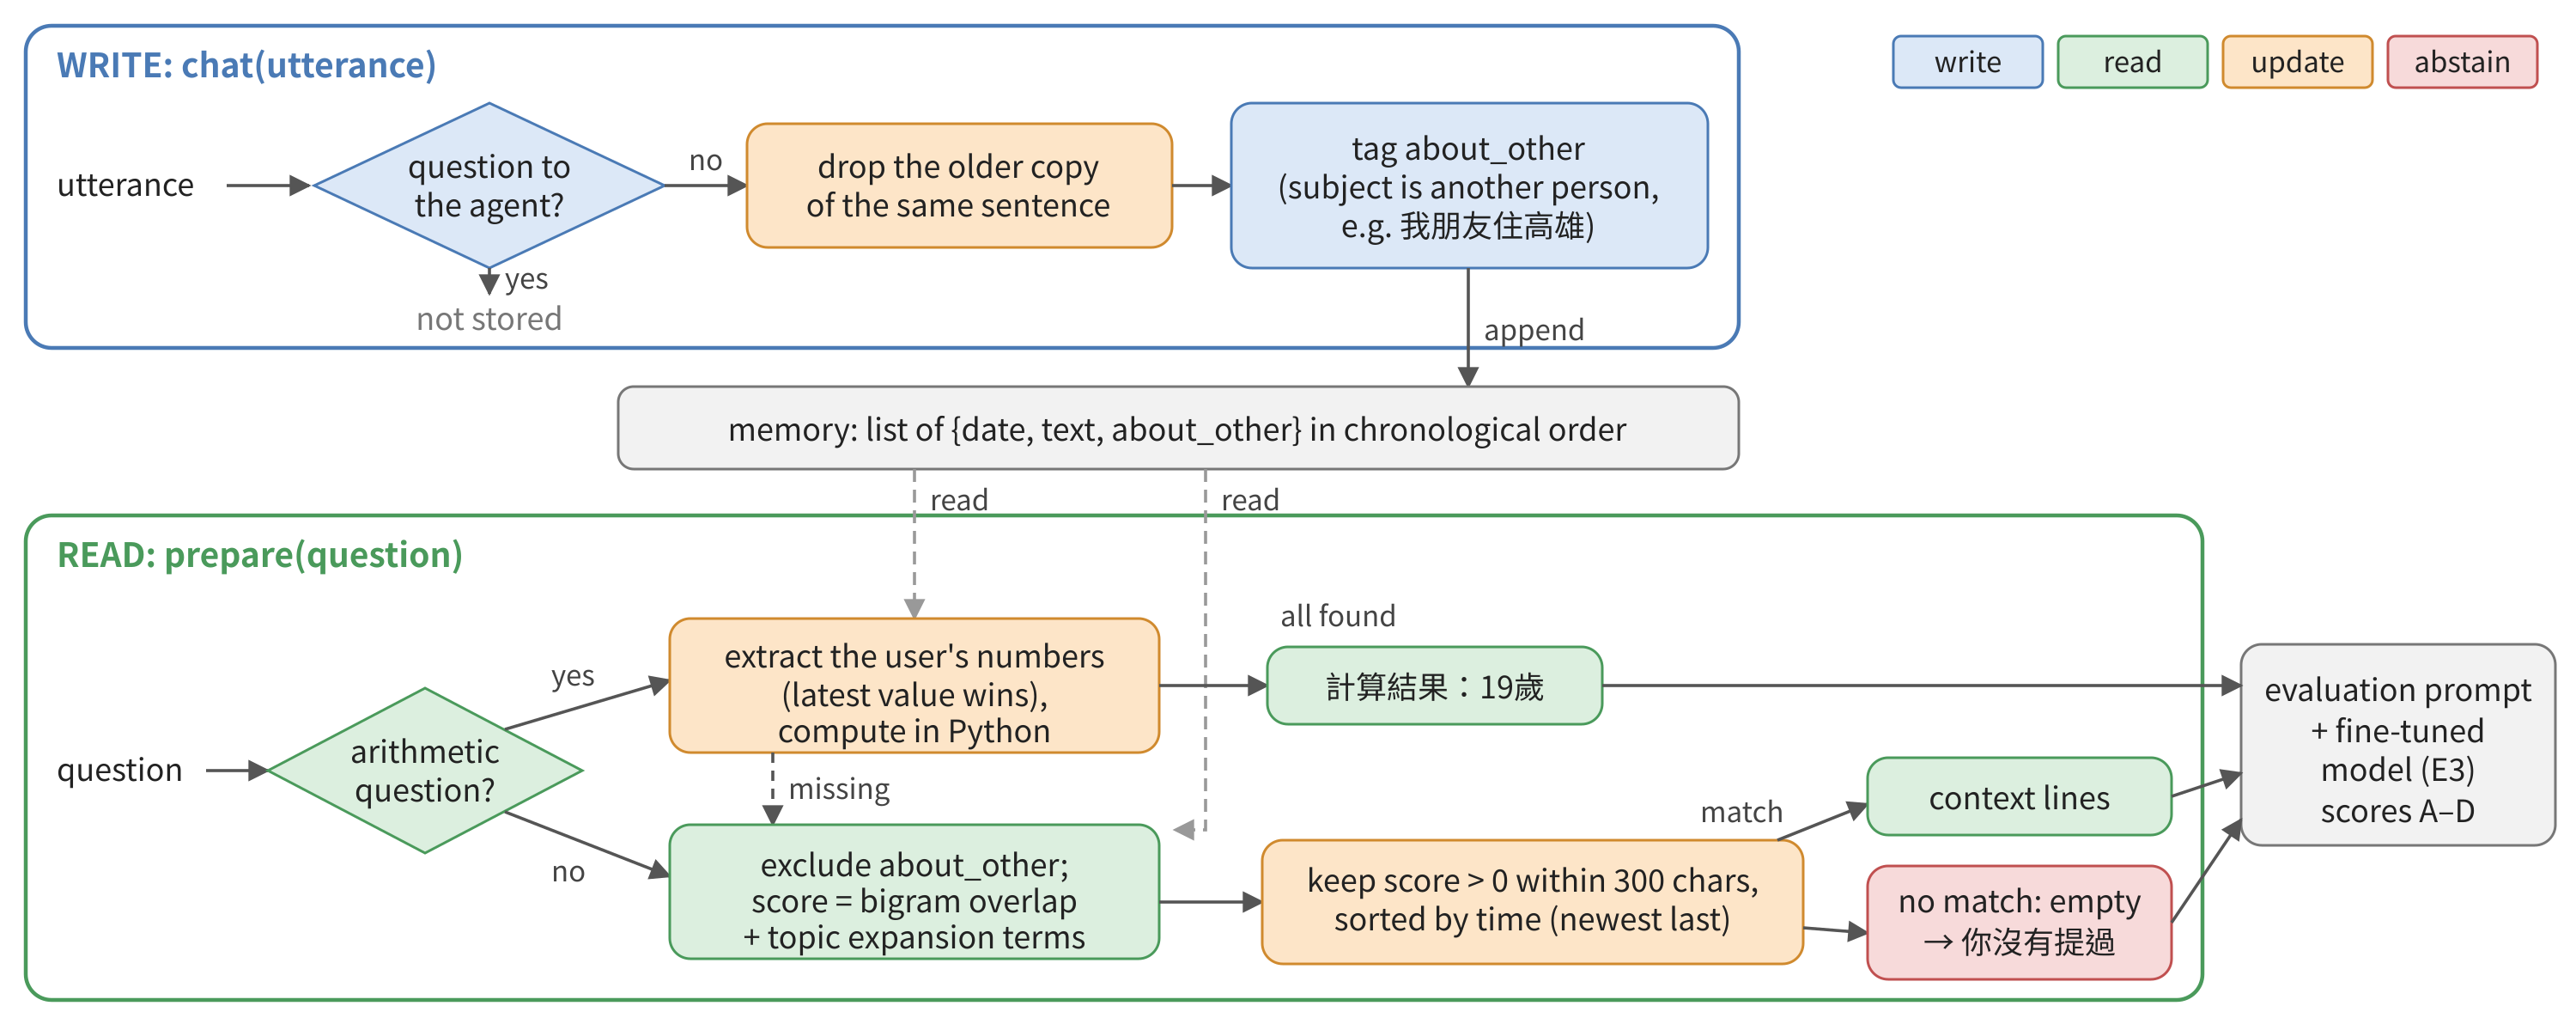 WRITE: chat(utterance)
write
read
update
abstain
utterance
question to
the agent?
no
yes
not stored
drop the older copy
of the same sentence
tag about_other
(subject is another person,
e.g. 我朋友住高雄)
append
memory: list of {date, text, about_other} in chronological order
read
read
READ: prepare(question)
question
arithmetic
question?
yes
no
extract the user's numbers
(latest value wins),
compute in Python
missing
all found
計算結果：19歲
exclude about_other;
score = bigram overlap
+ topic expansion terms
keep score > 0 within 300 chars,
sorted by time (newest last)
match
context lines
no match: empty
→ 你沒有提過
evaluation prompt
+ fine-tuned
model (E3)
scores A–D